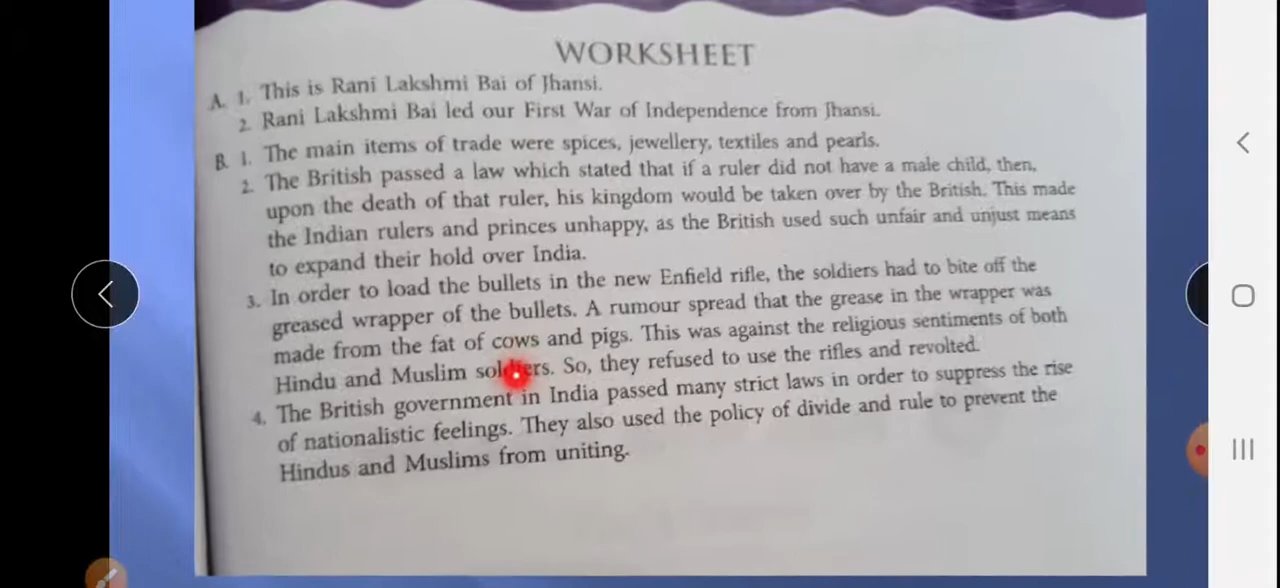 WORKSHEET
A. 1. This is Rani Lakshmi Bai of Jhansi.
2. Rani Lakshmi Bai led our First War of Independence from Jhansi.
B. 1. The main items of trade were spices, jewellery, textiles and pearls.
2. The British passed a law which stated that if a ruler did not have a male child, then,
upon the death of that ruler, his kingdom would be taken over by the British. This made
the Indian rulers and princes unhappy, as the British used such unfair and unjust means
to expand their hold over India.
3. In order to load the bullets in the new Enfield rifle, the soldiers had to bite off the
greased wrapper of the bullets. A rumour spread that the grease in the wrapper was
made from the fat of cows and pigs. This was against the religious sentiments of both
Hindu and Muslim soldiers. So, they refused to use the rifles and revolted.
4. The British government in India passed many strict laws in order to suppress the rise
of nationalistic feelings. They also used the policy of divide and rule to prevent the
Hindus and Muslims from uniting.